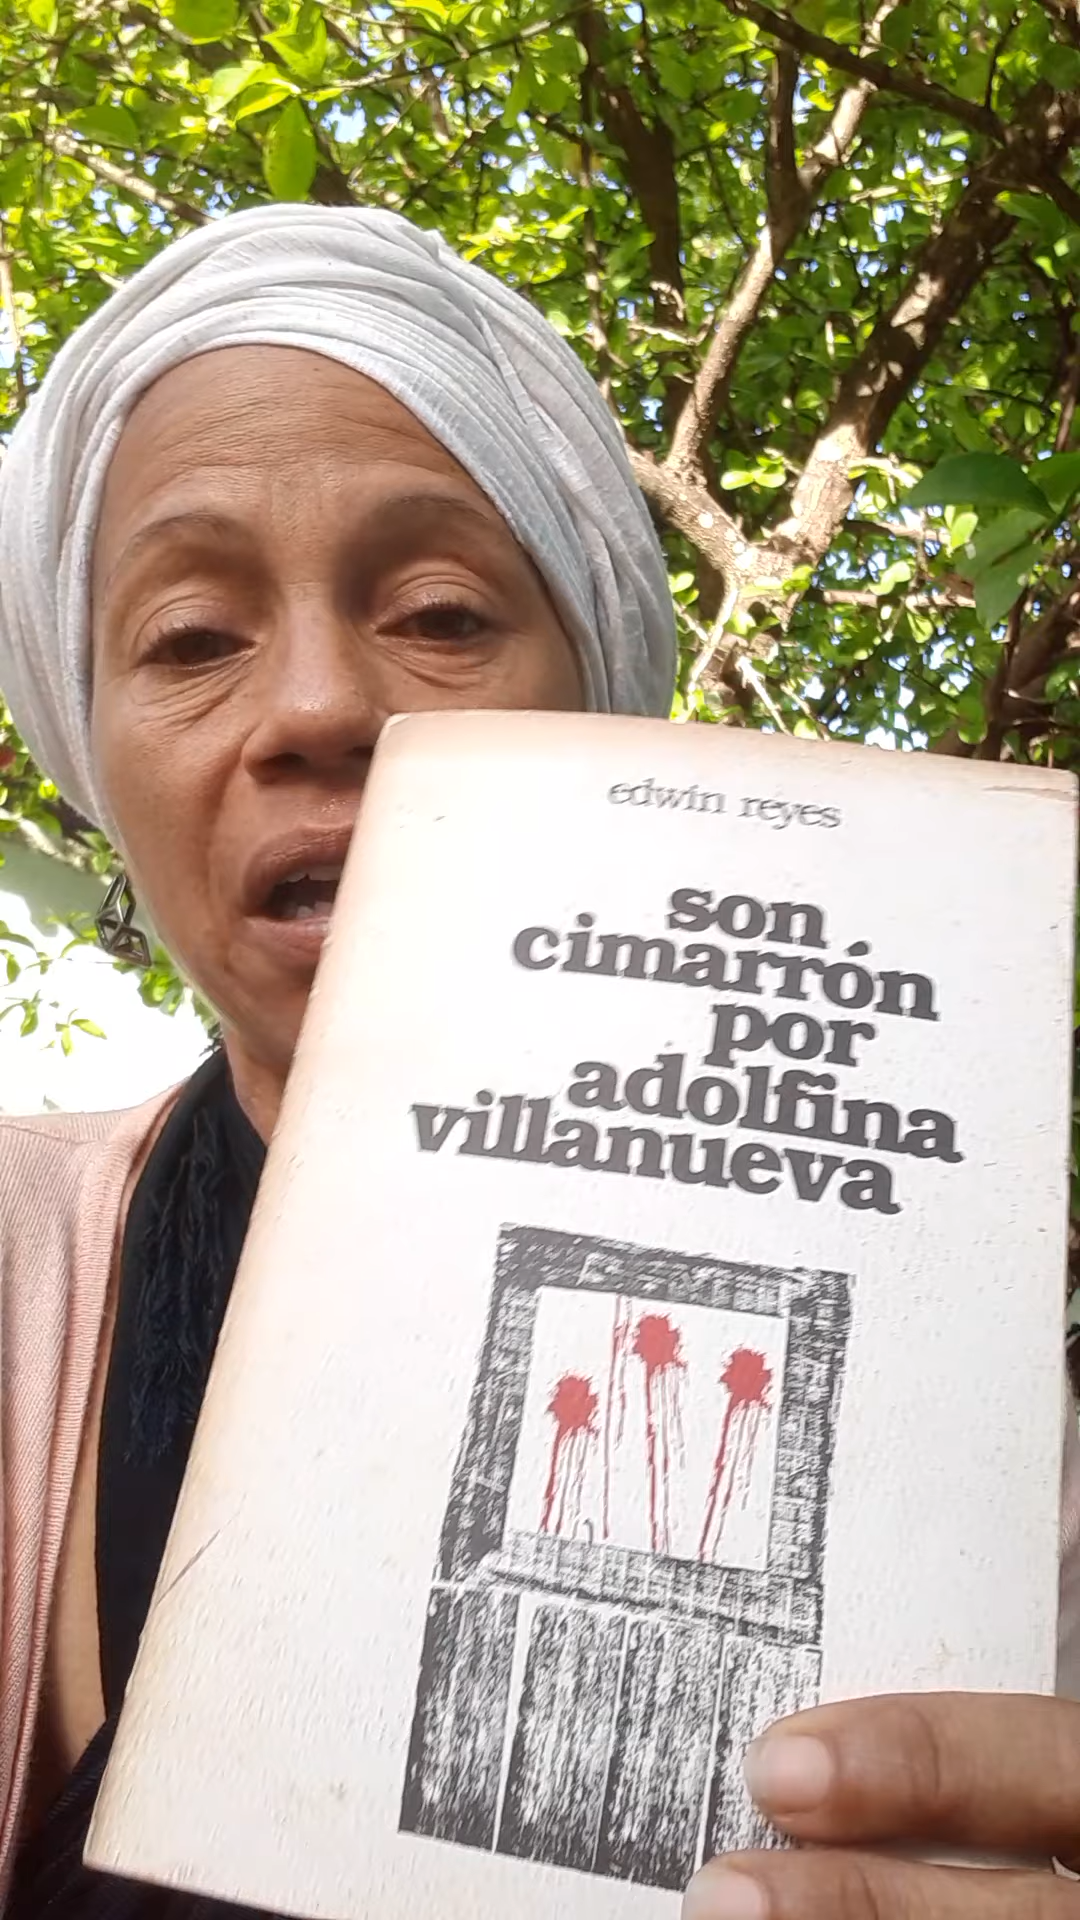 edwin reyes
son
cimarrón
por
adolfina
villanueva